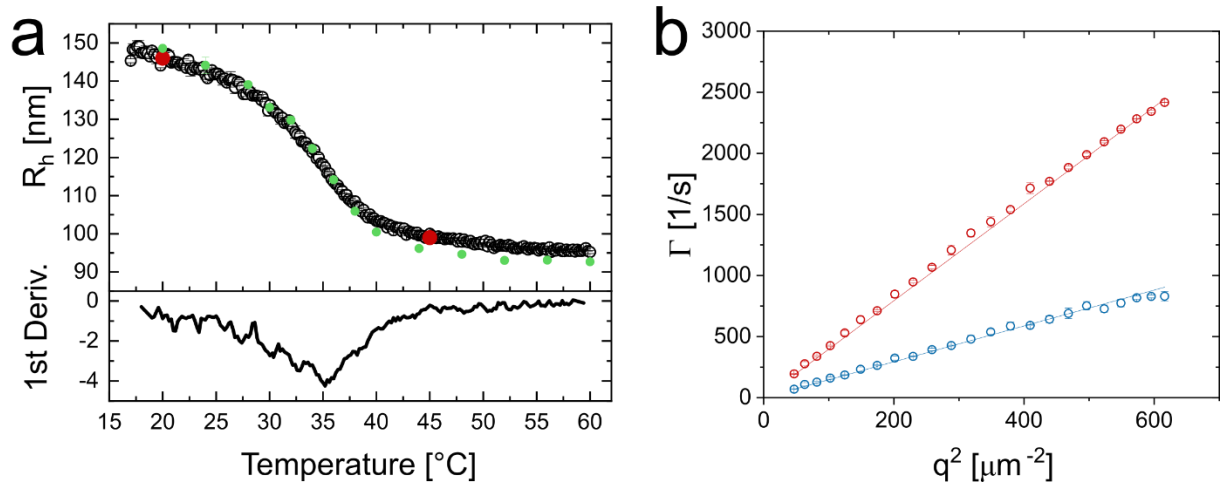 a
150
140
130
120
110
100
90
R_h [nm]
0
-2
-4
1st Deriv.
15 20 25 30 35 40 45 50 55 60
Temperature [°C]
b
3000
2500
2000
1500
1000
500
0
Γ [1/s]
0 200 400 600
q² [μm⁻²]